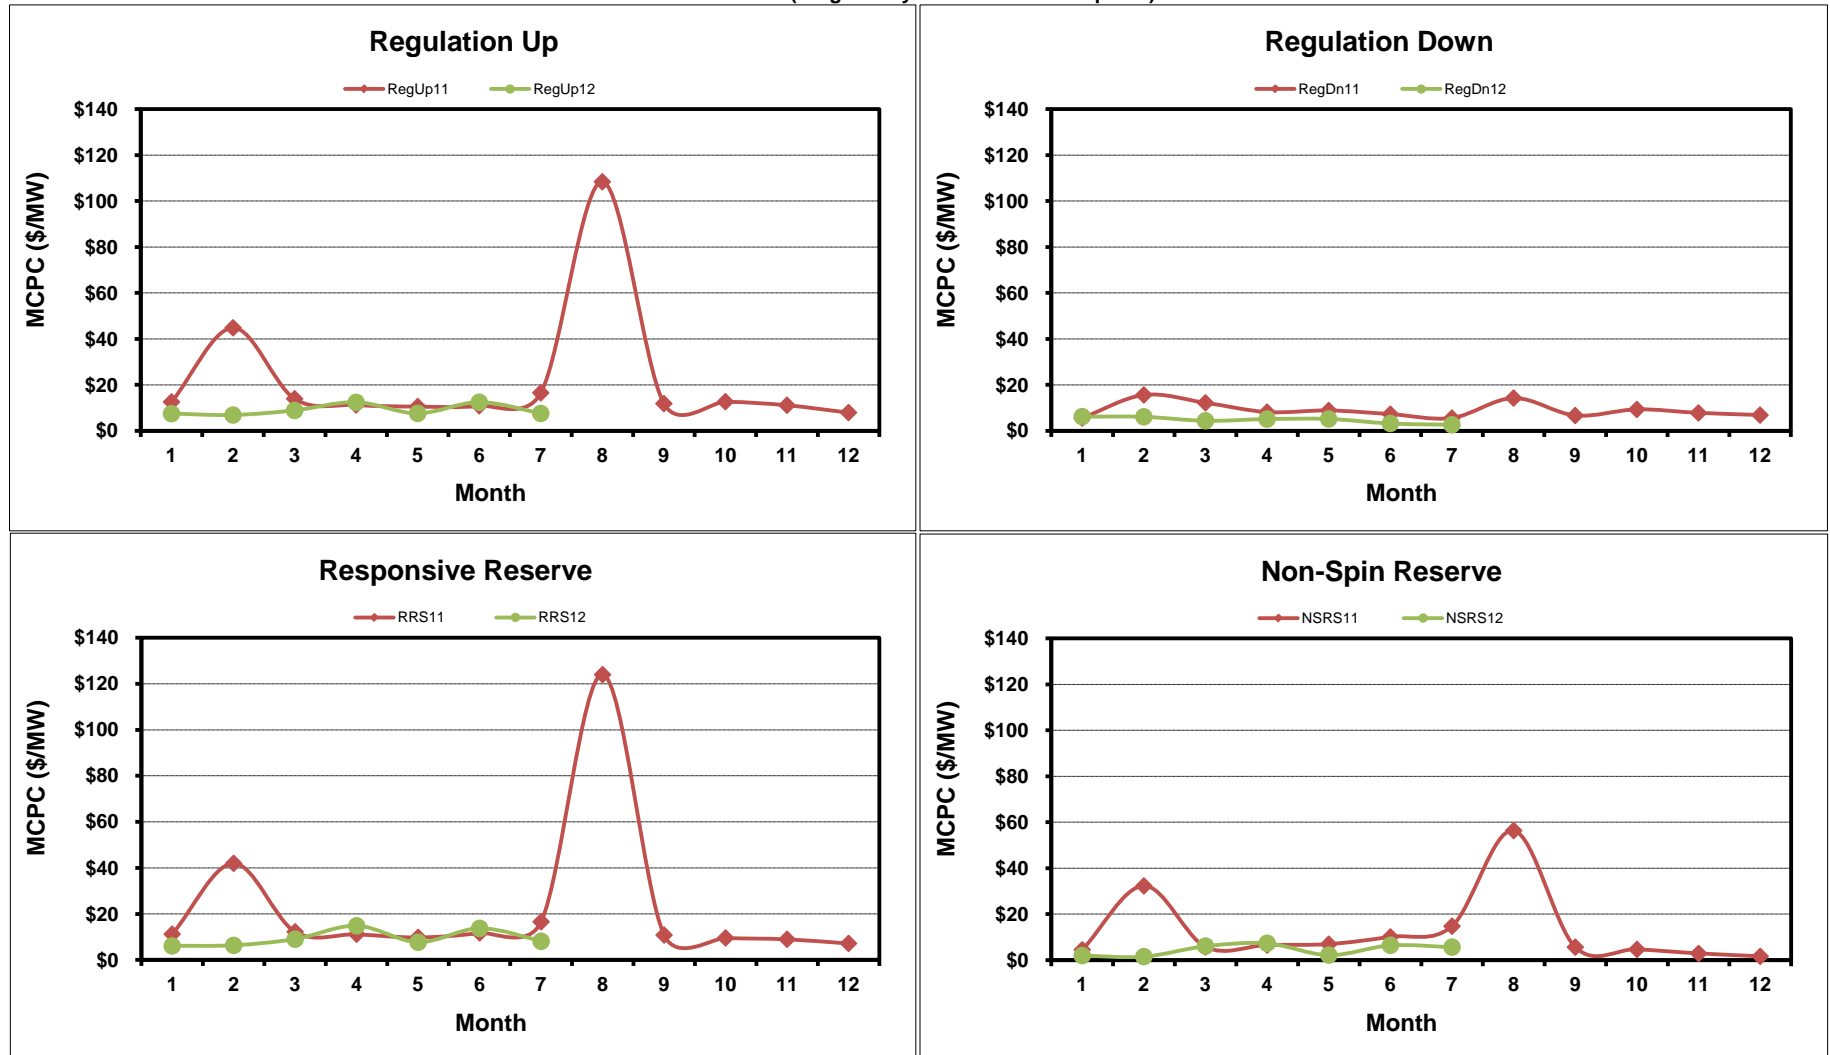 Regulation Up
RegUp11 RegUp12
$140
$120
$100
$80
$60
$40
$20
$0
MCPC ($/MW)
1 2 3 4 5 6 7 8 9 10 11 12
Month
Regulation Down
RegDn11 RegDn12
$140
$120
$100
$80
$60
$40
$20
$0
MCPC ($/MW)
1 2 3 4 5 6 7 8 9 10 11 12
Month
Responsive Reserve
RRS11 RRS12
$140
$120
$100
$80
$60
$40
$20
$0
MCPC ($/MW)
1 2 3 4 5 6 7 8 9 10 11 12
Month
Non-Spin Reserve
NSRS11 NSRS12
$140
$120
$100
$80
$60
$40
$20
$0
MCPC ($/MW)
1 2 3 4 5 6 7 8 9 10 11 12
Month